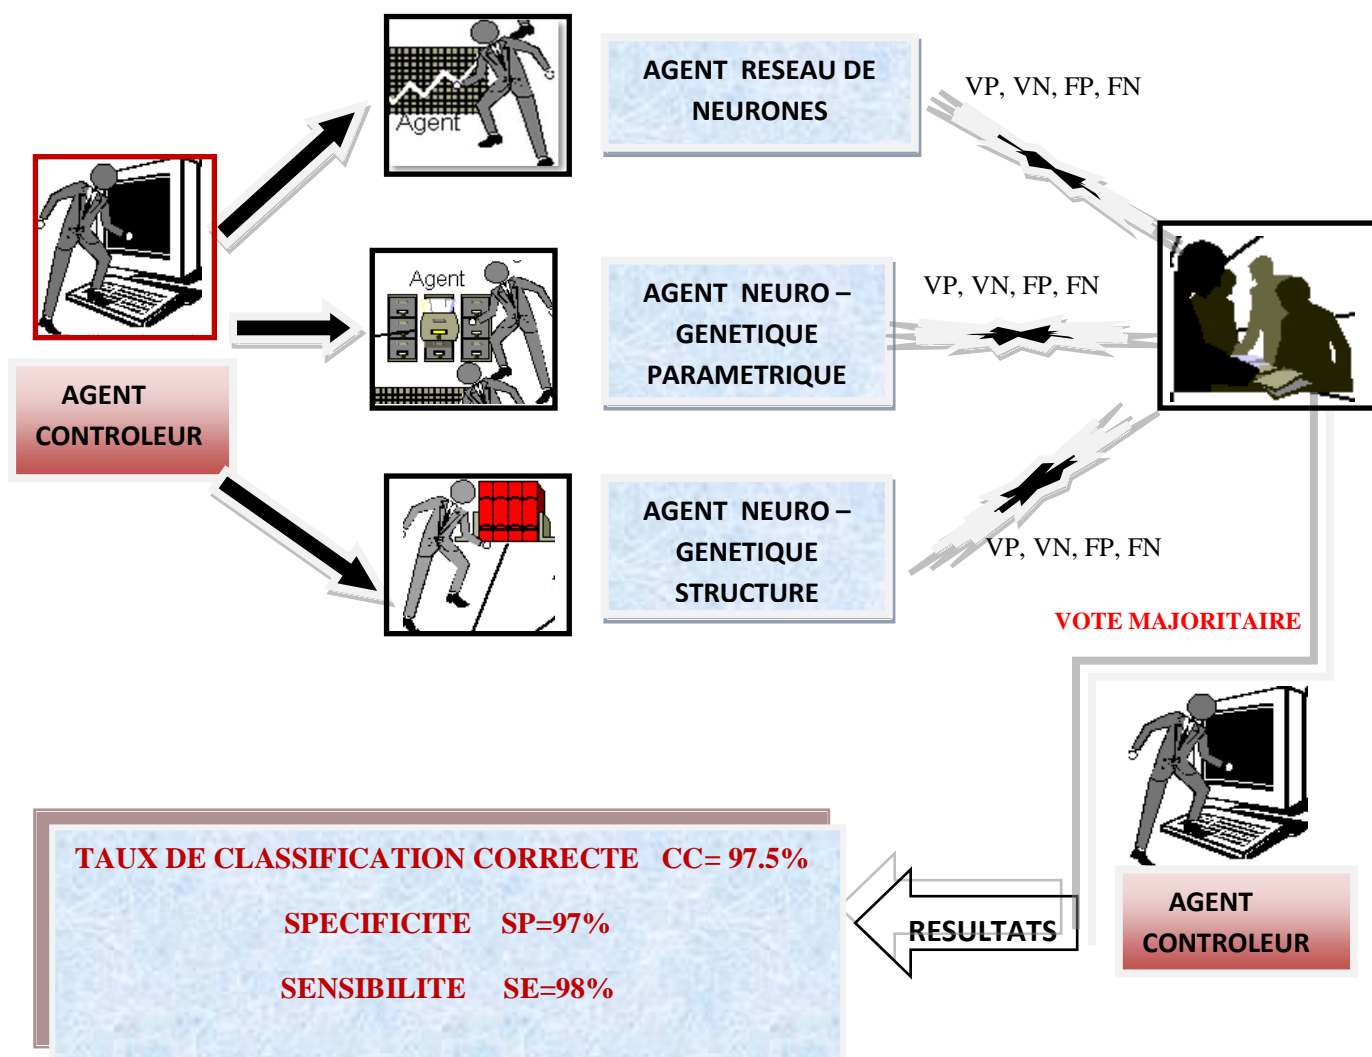 Agent
AGENT RESEAU DE
NEURONES
VP, VN, FP, FN
Agent
AGENT NEURO –
GENETIQUE
PARAMETRIQUE
VP, VN, FP, FN
AGENT
CONTROLEUR
AGENT NEURO –
GENETIQUE
STRUCTURE
VP, VN, FP, FN
VOTE MAJORITAIRE
TAUX DE CLASSIFICATION CORRECTE CC= 97.5%
SPECIFICITE SP=97%
SENSIBILITE SE=98%
RESULTATS
AGENT
CONTROLEUR